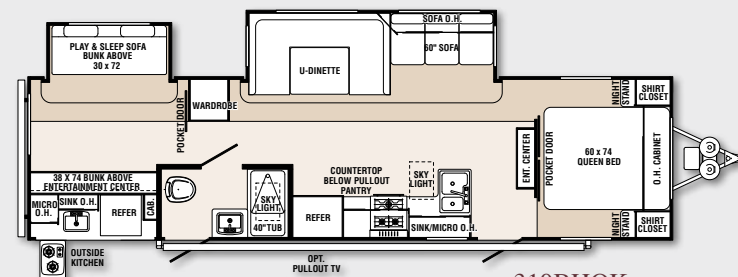 SOFA O.H.
PLAY & SLEEP SOFA
BUNK ABOVE
30 x 72
U-DINETTE
60" SOFA
POCKET DOOR
WARDROBE
NIGHT
STAND
SHIRT
CLOSET
ENT. CENTER
POCKET DOOR
60 x 74
QUEEN BED
O.H. CABINET
38 X 74 BUNK ABOVE
ENTERTAINMENT CENTER
COUNTERTOP
BELOW PULLOUT
PANTRY
SKY
LIGHT
MICRO
O.H.
SINK O.H.
REFER
CAB.
SKY
LIGHT
40" TUB
REFER
SINK/MICRO O.H.
NIGHT
STAND
SHIRT
CLOSET
OUTSIDE
KITCHEN
OPT.
PULLOUT TV